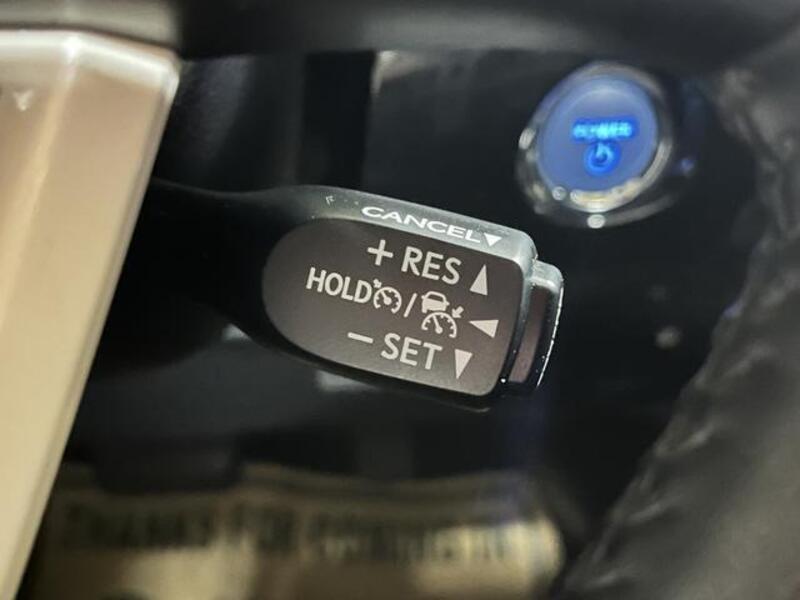 POWER
CANCEL▼
+ RES ▲
HOLD / ◀
− SET ▼